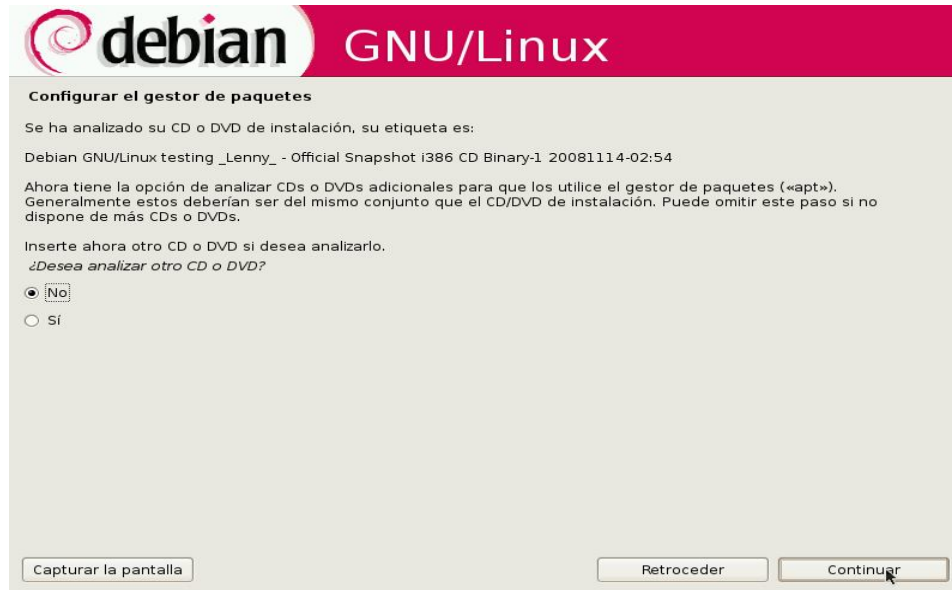 debian GNU/Linux
Configurar el gestor de paquetes
Se ha analizado su CD o DVD de instalación, su etiqueta es:
Debian GNU/Linux testing _Lenny_ - Official Snapshot i386 CD Binary-1 20081114-02:54
Ahora tiene la opción de analizar CDs o DVDs adicionales para que los utilice el gestor de paquetes («apt»).
Generalmente estos deberían ser del mismo conjunto que el CD/DVD de instalación. Puede omitir este paso si no
dispone de más CDs o DVDs.
Inserte ahora otro CD o DVD si desea analizarlo.
¿Desea analizar otro CD o DVD?
No
Sí
Capturar la pantalla
Retroceder
Continuar